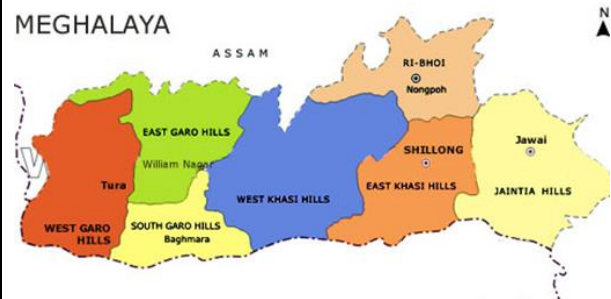 MEGHALAYA
N
ASSAM
RI-BHOI
Nongpoh
EAST GARO HILLS
William Nagar
SHILLONG
Jawai
Tura
EAST KHASI HILLS
JAINTIA HILLS
WEST KHASI HILLS
WEST GARO
HILLS
SOUTH GARO HILLS
Baghmara